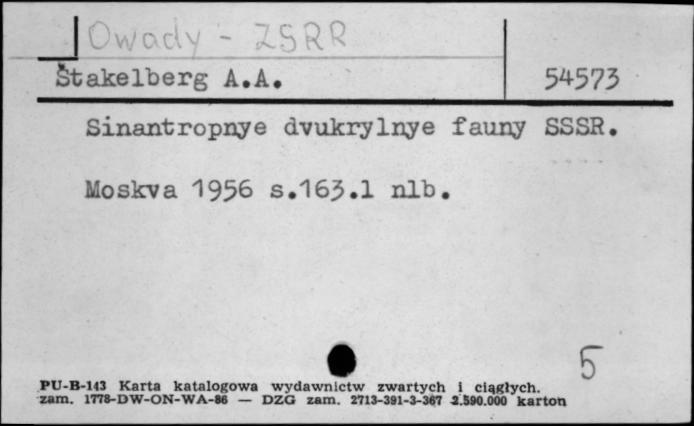 Owady - ZSRR
Štakelberg A.A. 54573
Sinantropnye dvukrylnye fauny SSSR.
Moskva 1956 s.163.1 nlb.
5
PU-B-143 Karta katalogowa wydawnictw zwartych i ciągłych.
zam. 1778-DW-ON-WA-86 — DZG zam. 2713-391-3-367 2.590.000 karton